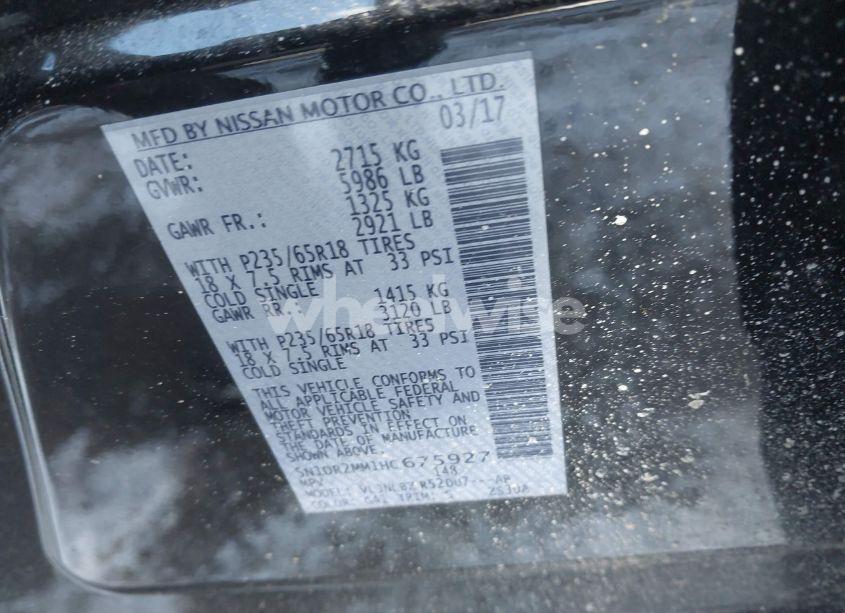 MFD BY NISSAN MOTOR CO., LTD.
DATE: 03/17
GVWR: 2715 KG
5986 LB
GAWR FR.: 1325 KG
2921 LB
WITH P235/65R18 TIRES
18 X 7.5 RIMS AT 33 PSI
COLD SINGLE
GAWR RR 1415 KG
3120 LB
WITH P235/65R18 TIRES
18 X 7.5 RIMS AT 33 PSI
COLD SINGLE
THIS VEHICLE CONFORMS TO
ALL APPLICABLE FEDERAL
MOTOR VEHICLE SAFETY AND
THEFT PREVENTION
STANDARDS IN EFFECT ON
THE DATE OF MANUFACTURE
SHOWN ABOVE.
5N1DR2MM1HC675927
MPV 148
MODEL:
COLOR: TRIM:
wheelwise